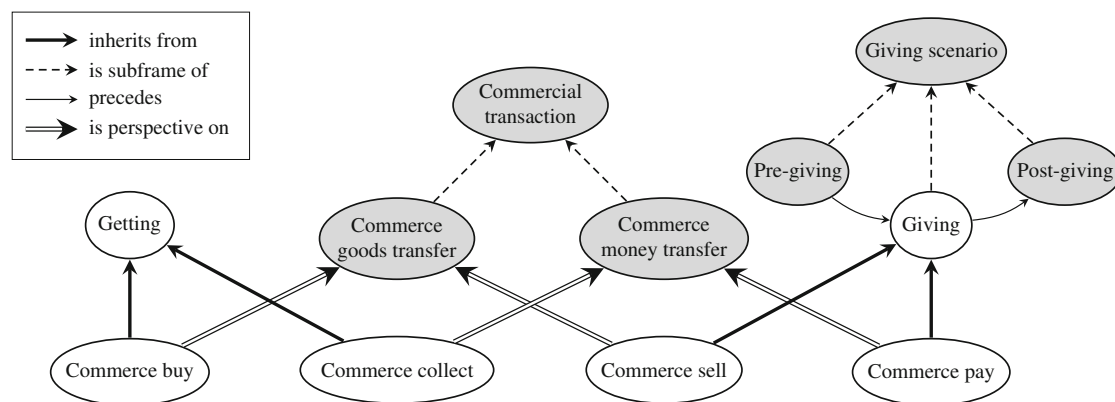 inherits from
is subframe of
precedes
is perspective on
Giving scenario
Commercial
transaction
Pre-giving
Post-giving
Getting
Commerce
goods transfer
Commerce
money transfer
Giving
Commerce buy
Commerce collect
Commerce sell
Commerce pay